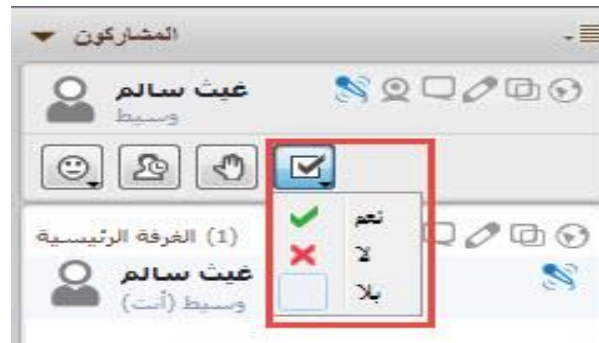 المشاركون
غيث سالم
وسيط
نعم
لا
بلا
الغرفة الرئيسية (1)
غيث سالم
وسيط (أنت)